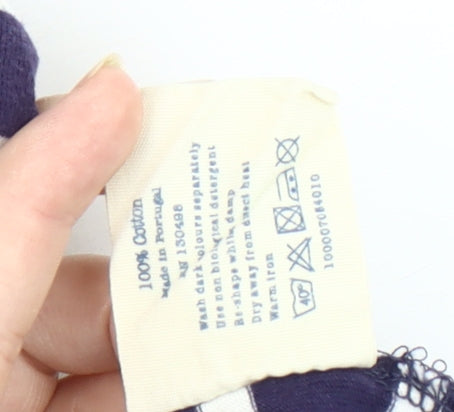 100% Cotton
Made in Portugal
RN 130498
Wash dark colours separately
Use non biological detergent
Re-shape while damp
Dry away from direct heat
Warm iron
40°
100007084010